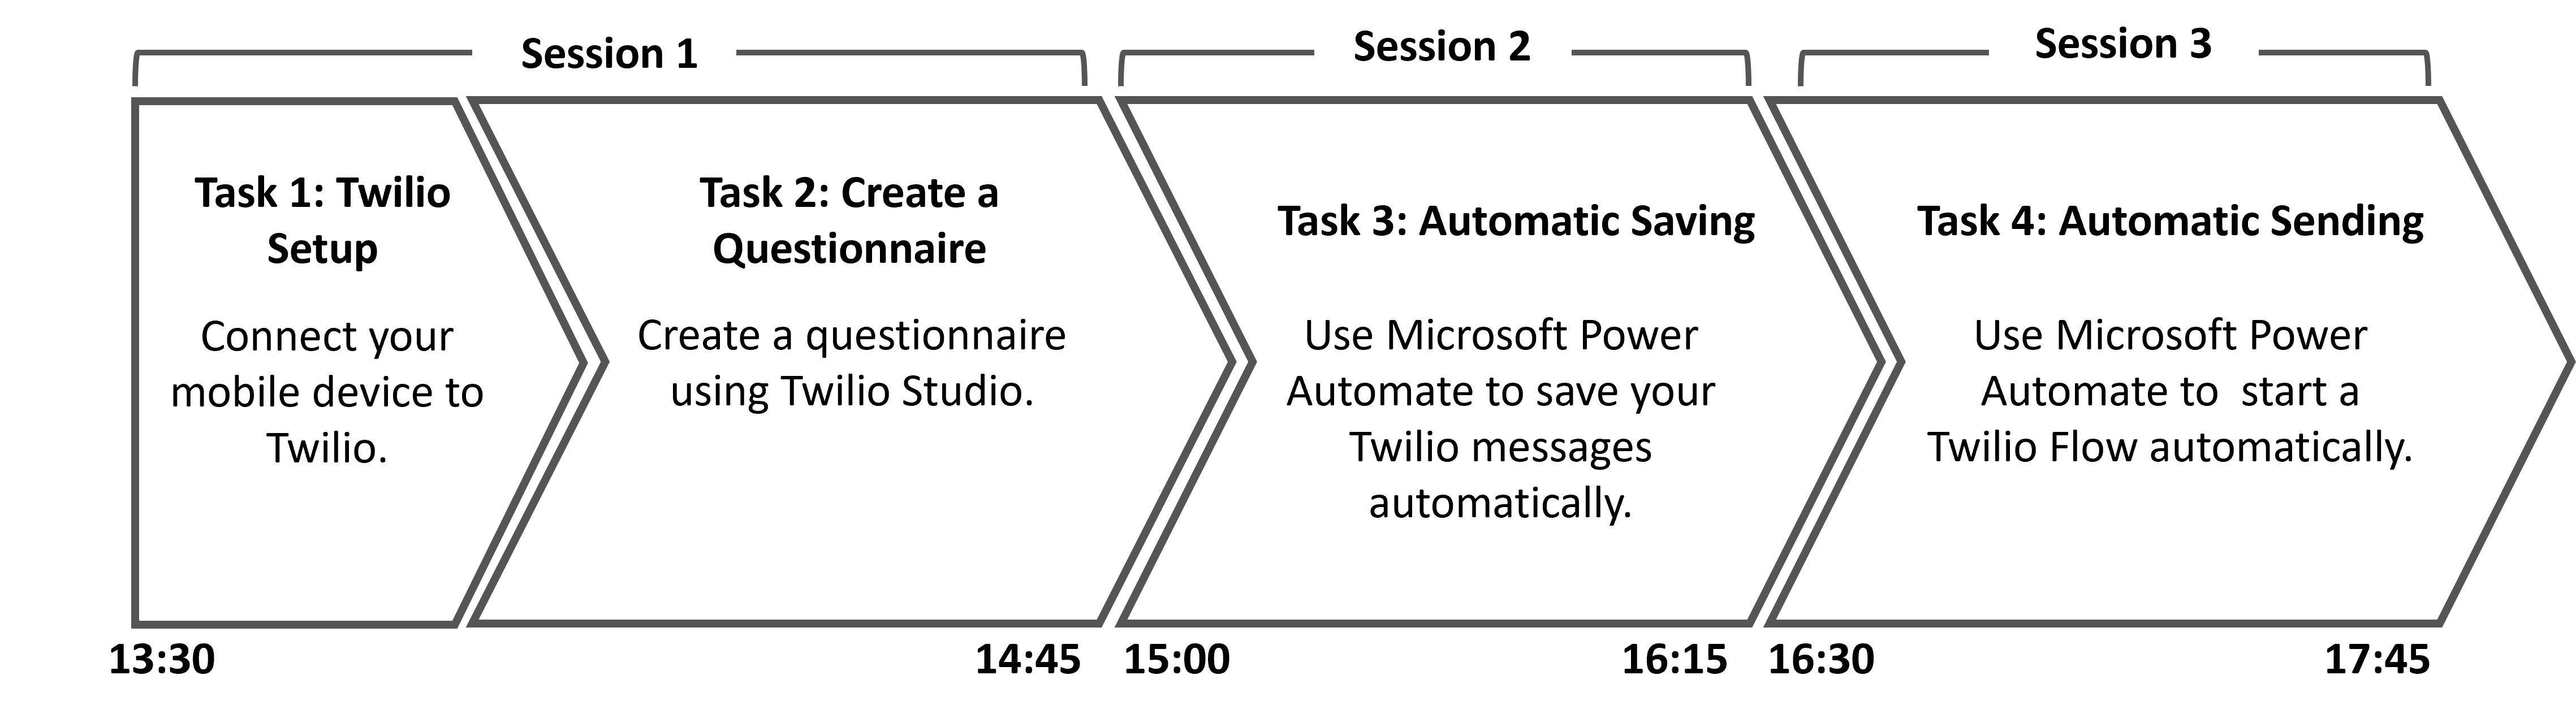 Session 1
Session 2
Session 3
Task 1: Twilio
Setup
Connect your
mobile device to
Twilio.
Task 2: Create a
Questionnaire
Create a questionnaire
using Twilio Studio.
Task 3: Automatic Saving
Use Microsoft Power
Automate to save your
Twilio messages
automatically.
Task 4: Automatic Sending
Use Microsoft Power
Automate to  start a
Twilio Flow automatically.
13:30
14:45
15:00
16:15
16:30
17:45